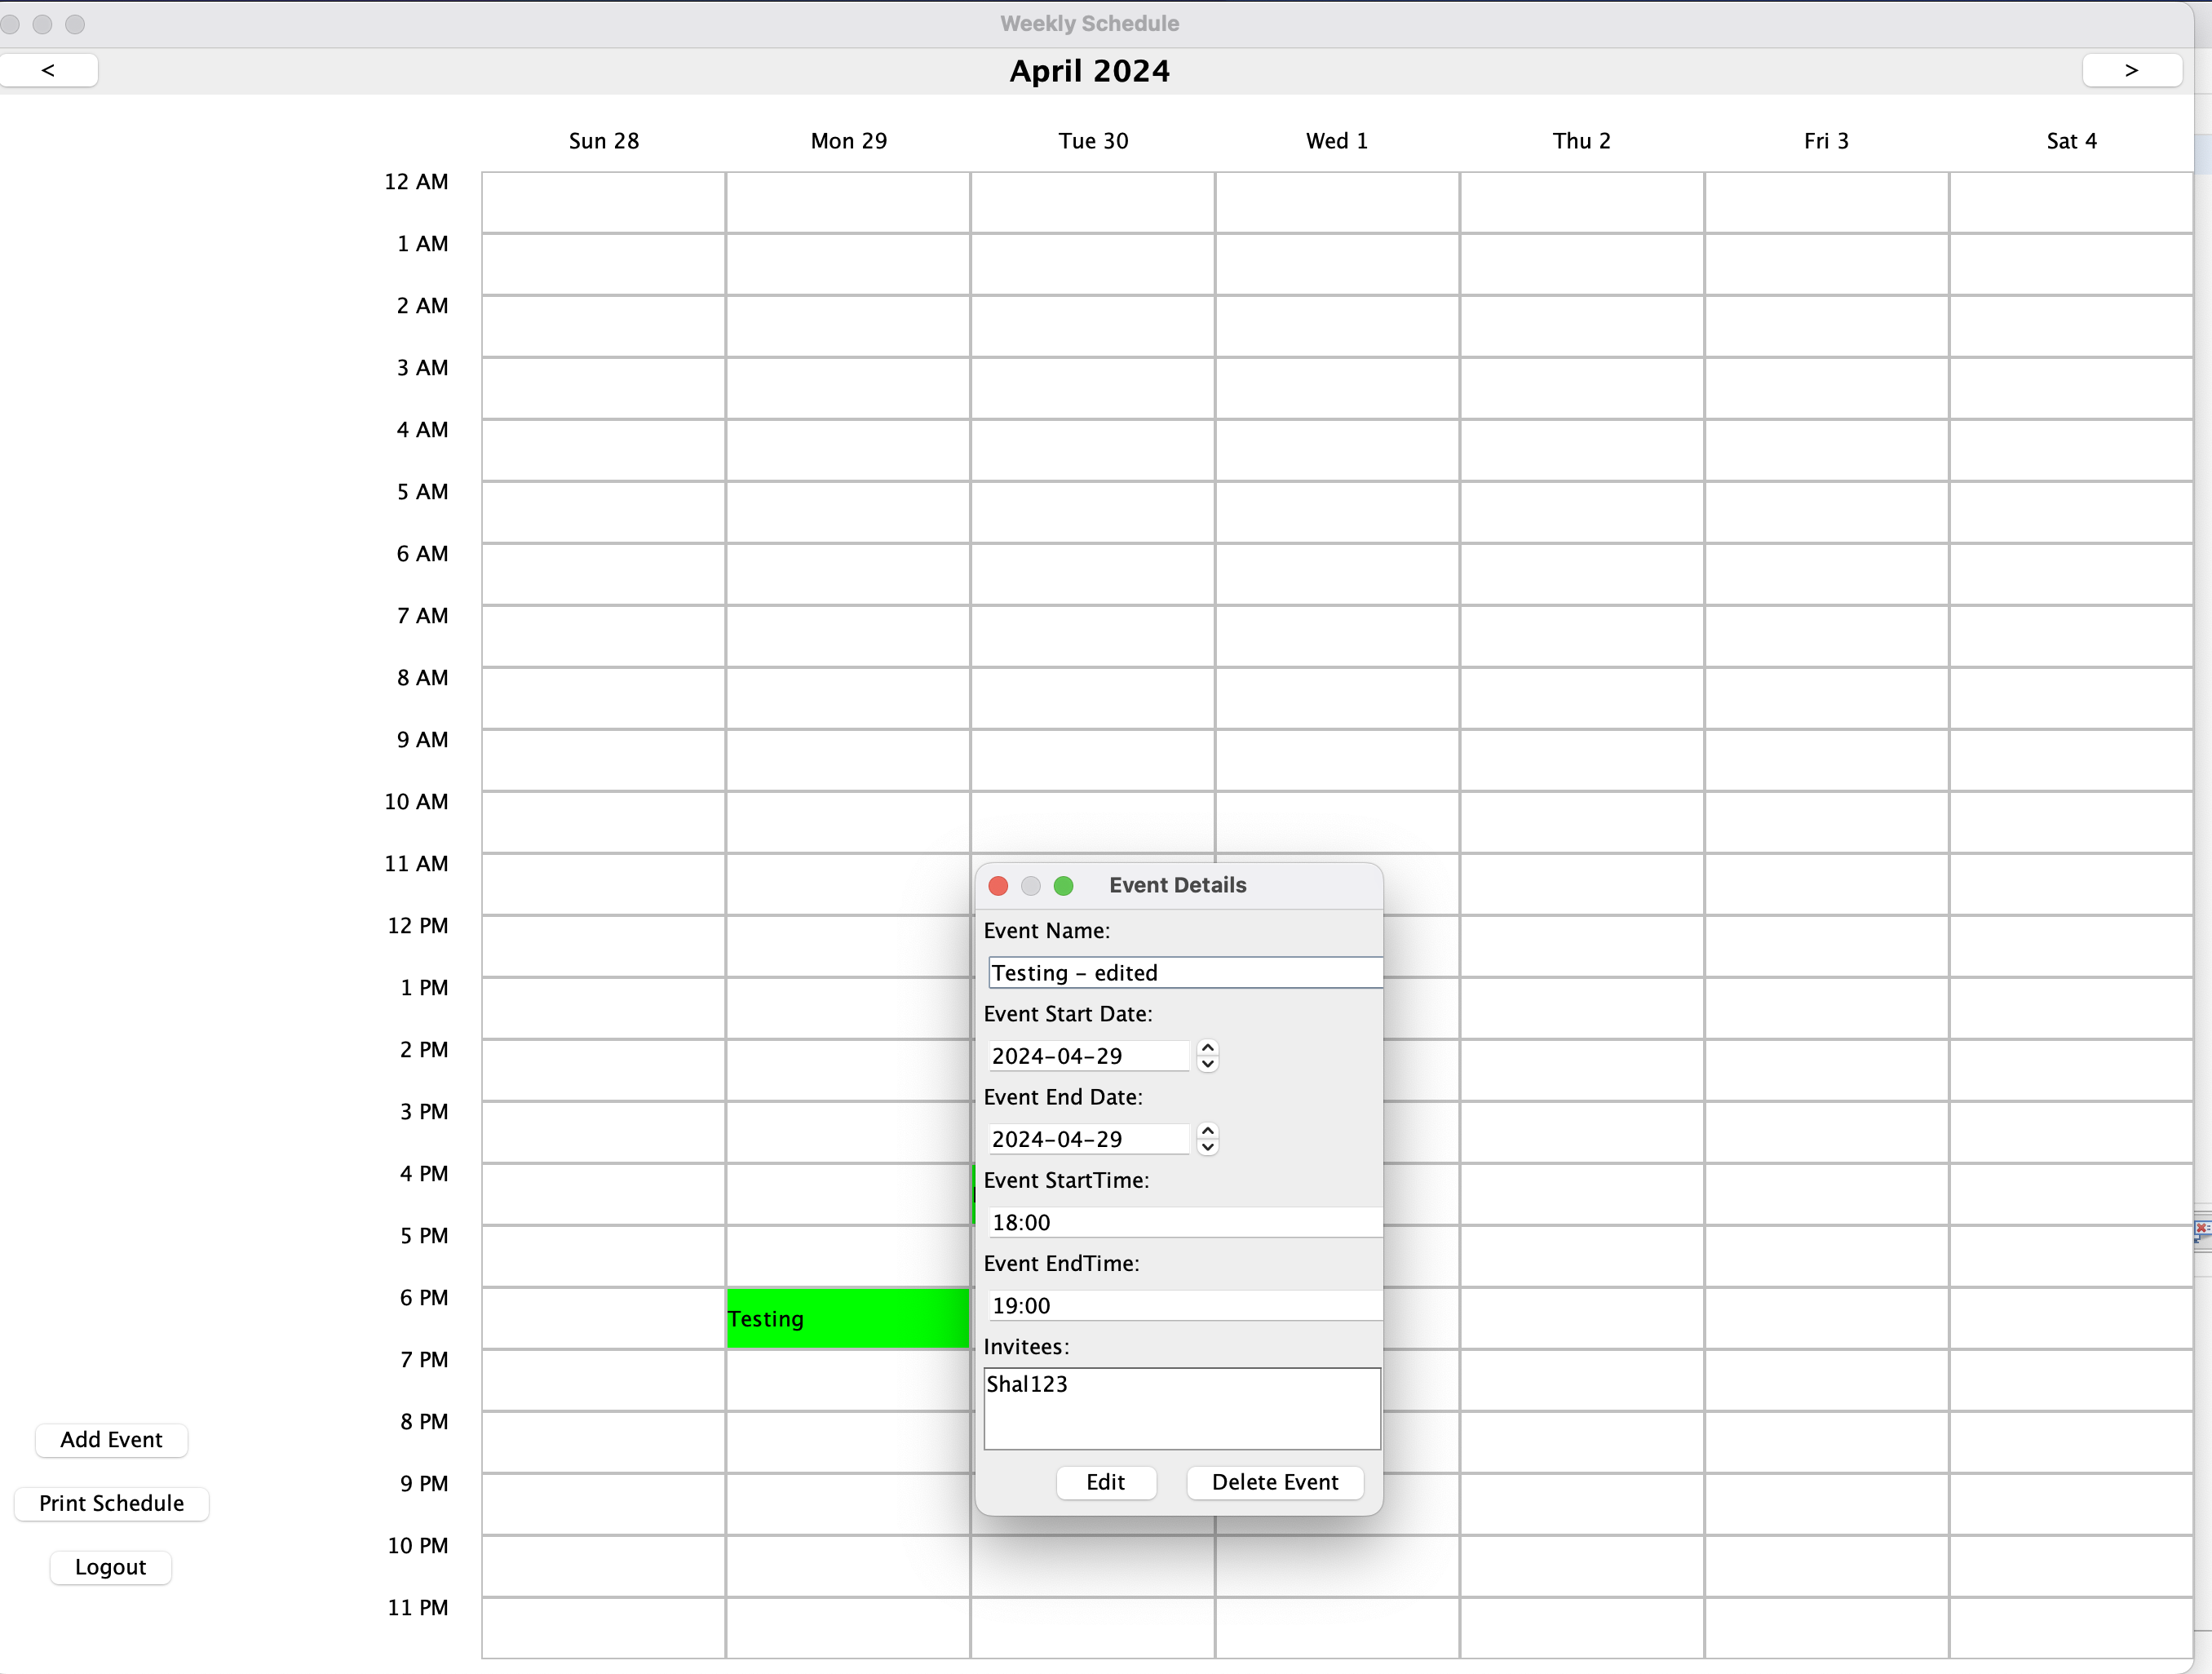 Weekly Schedule
< April 2024 >
Sun 28 Mon 29 Tue 30 Wed 1 Thu 2 Fri 3 Sat 4
12 AM
1 AM
2 AM
3 AM
4 AM
5 AM
6 AM
7 AM
8 AM
9 AM
10 AM
11 AM
12 PM
1 PM
2 PM
3 PM
4 PM
5 PM
6 PM
7 PM
8 PM
9 PM
10 PM
11 PM
Testing
Event Details
Event Name:
Testing - edited
Event Start Date:
2024-04-29
Event End Date:
2024-04-29
Event StartTime:
18:00
Event EndTime:
19:00
Invitees:
Shal123
Edit Delete Event
Add Event
Print Schedule
Logout